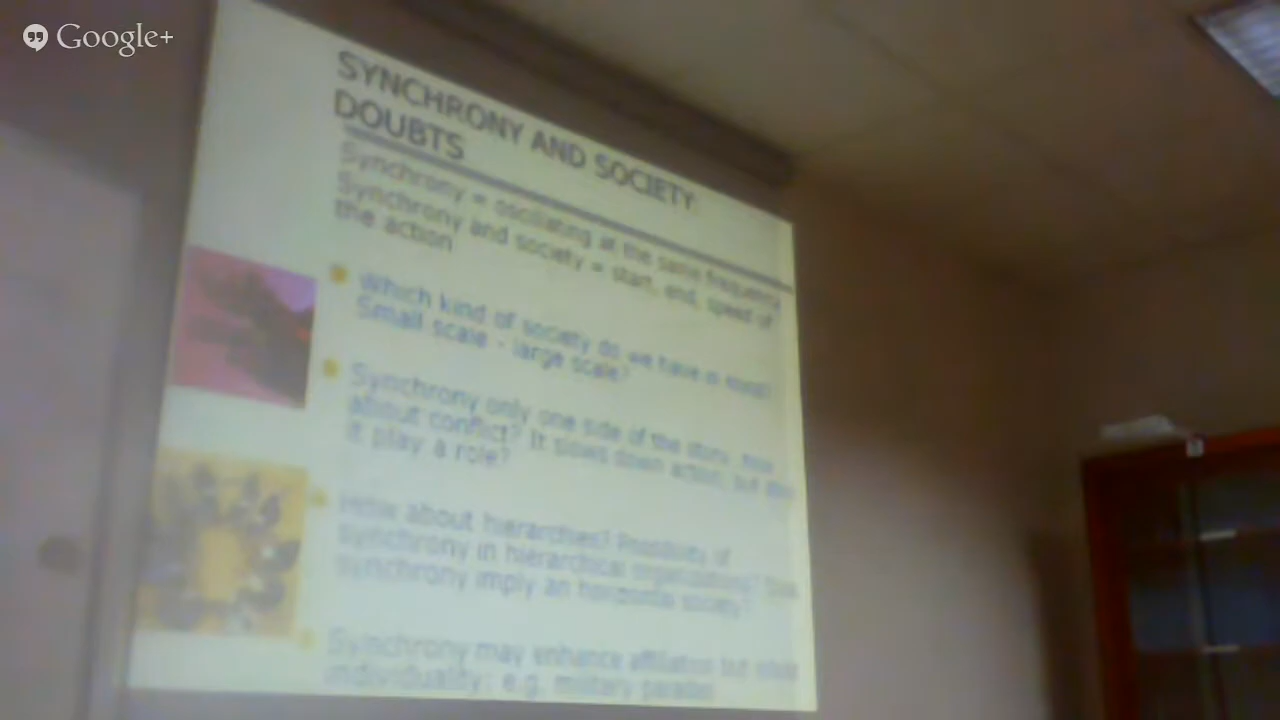 Google+
SYNCHRONY AND SOCIETY:
DOUBTS
Synchrony = oscillating at the same frequency
Synchrony and society = start, end, speed of
the action
Which kind of society do we have in mind?
Small scale - large scale?
Synchrony only one side of the story. How
about conflict? It slows down action, but does
it play a role?
How about hierarchies? Possibility of
synchrony in hierarchical organizations? Does
synchrony imply an horizontal society?
Synchrony may enhance affiliation but
individuality: e.g. military parades